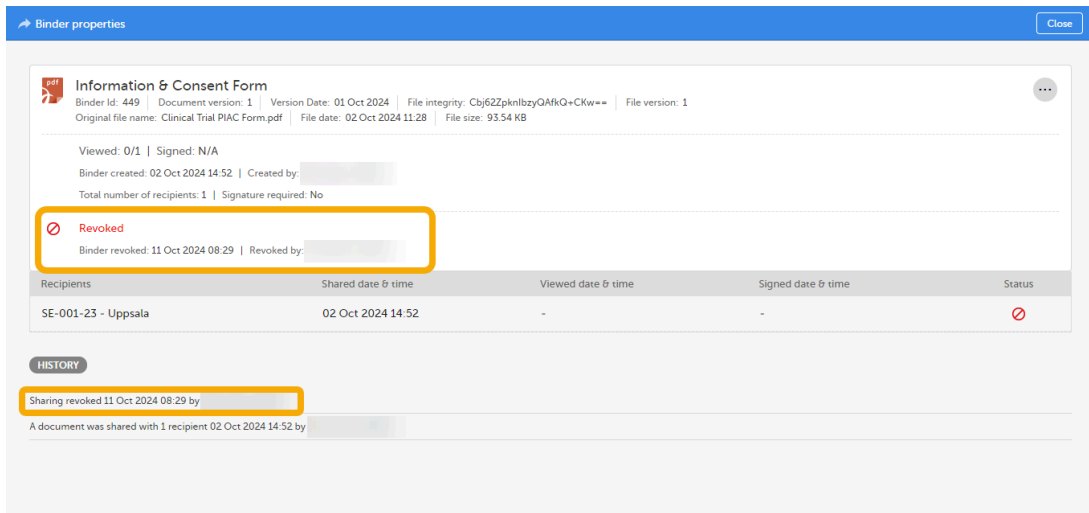 Binder properties
Close
pdf
Information & Consent Form
Binder Id: 449 | Document version: 1 | Version Date: 01 Oct 2024 | File integrity: Cbj62ZpknIbzyQAfkQ+CKw== | File version: 1
Original file name: Clinical Trial PIAC Form.pdf | File date: 02 Oct 2024 11:28 | File size: 93.54 KB
Viewed: 0/1 | Signed: N/A
Binder created: 02 Oct 2024 14:52 | Created by:
Total number of recipients: 1 | Signature required: No
Revoked
Binder revoked: 11 Oct 2024 08:29 | Revoked by:
Recipients Shared date & time Viewed date & time Signed date & time Status
SE-001-23 - Uppsala 02 Oct 2024 14:52 - -
HISTORY
Sharing revoked 11 Oct 2024 08:29 by
A document was shared with 1 recipient 02 Oct 2024 14:52 by